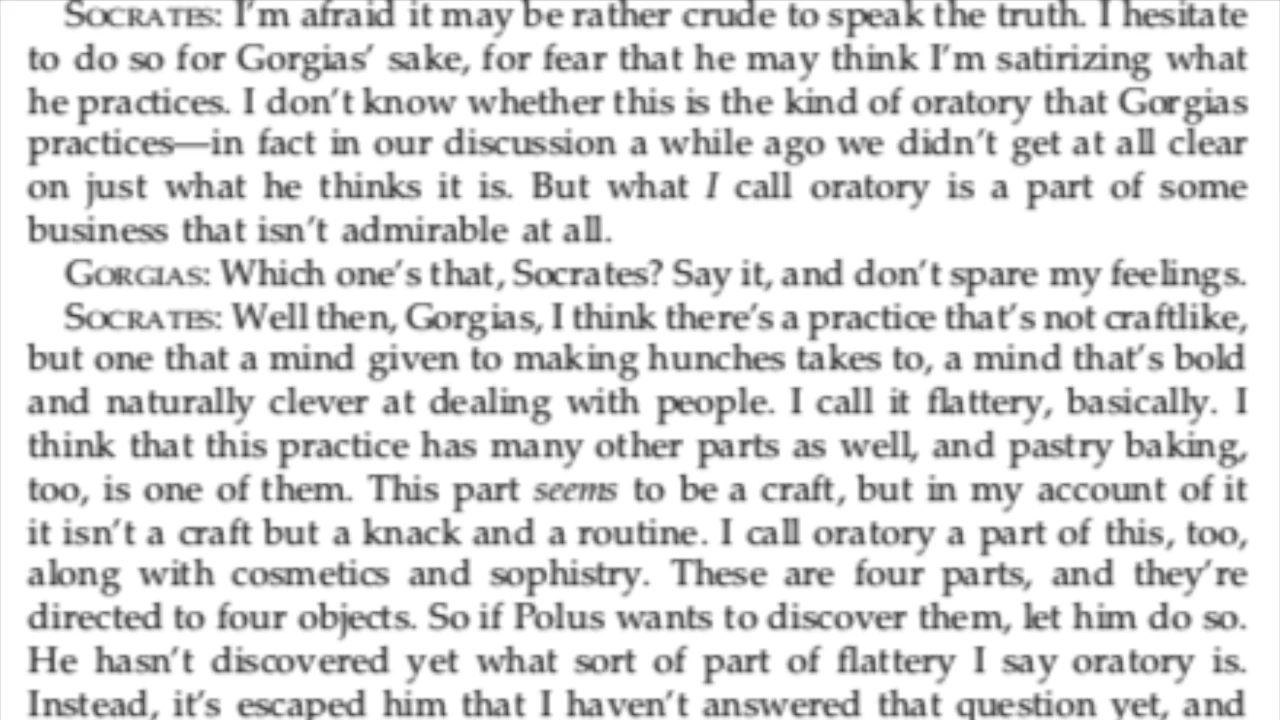 SOCRATES: I'm afraid it may be rather crude to speak the truth. I hesitate
to do so for Gorgias' sake, for fear that he may think I'm satirizing what
he practices. I don't know whether this is the kind of oratory that Gorgias
practices—in fact in our discussion a while ago we didn't get at all clear
on just what he thinks it is. But what I call oratory is a part of some
business that isn't admirable at all.
GORGIAS: Which one's that, Socrates? Say it, and don't spare my feelings.
SOCRATES: Well then, Gorgias, I think there's a practice that's not craftlike,
but one that a mind given to making hunches takes to, a mind that's bold
and naturally clever at dealing with people. I call it flattery, basically. I
think that this practice has many other parts as well, and pastry baking,
too, is one of them. This part seems to be a craft, but in my account of it
it isn't a craft but a knack and a routine. I call oratory a part of this, too,
along with cosmetics and sophistry. These are four parts, and they're
directed to four objects. So if Polus wants to discover them, let him do so.
He hasn't discovered yet what sort of part of flattery I say oratory is.
Instead, it's escaped him that I haven't answered that question yet, and